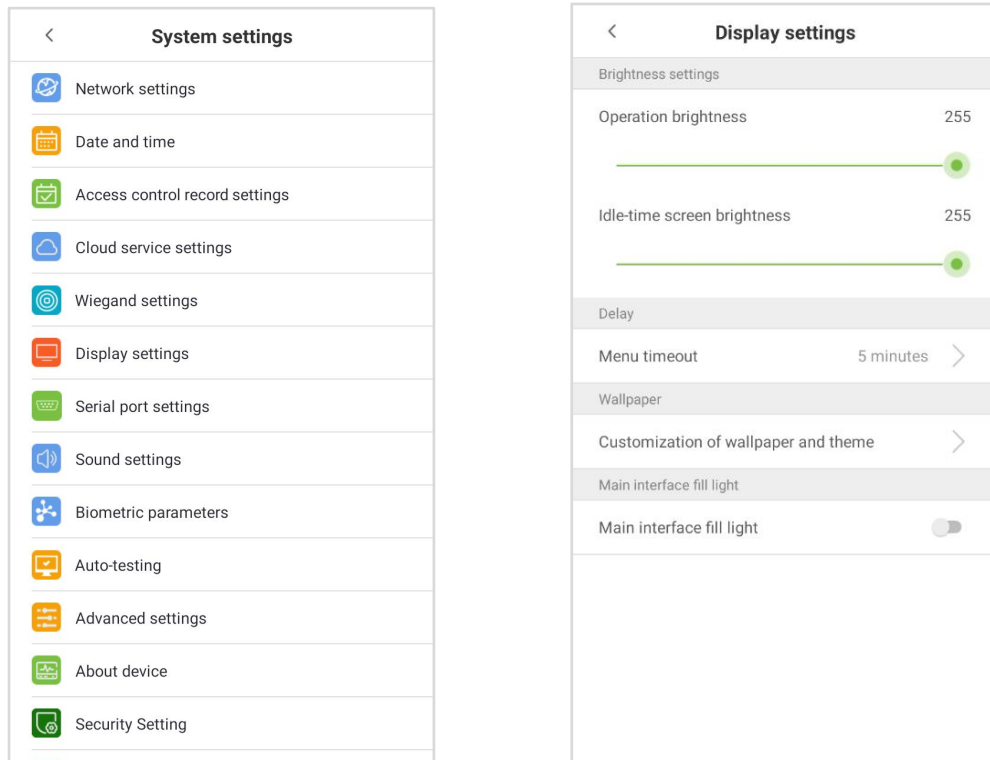 System settings
Network settings
Date and time
Access control record settings
Cloud service settings
Wiegand settings
Display settings
Serial port settings
Sound settings
Biometric parameters
Auto-testing
Advanced settings
About device
Security Setting
Display settings
Brightness settings
Operation brightness 255
Idle-time screen brightness 255
Delay
Menu timeout 5 minutes
Wallpaper
Customization of wallpaper and theme
Main interface fill light
Main interface fill light